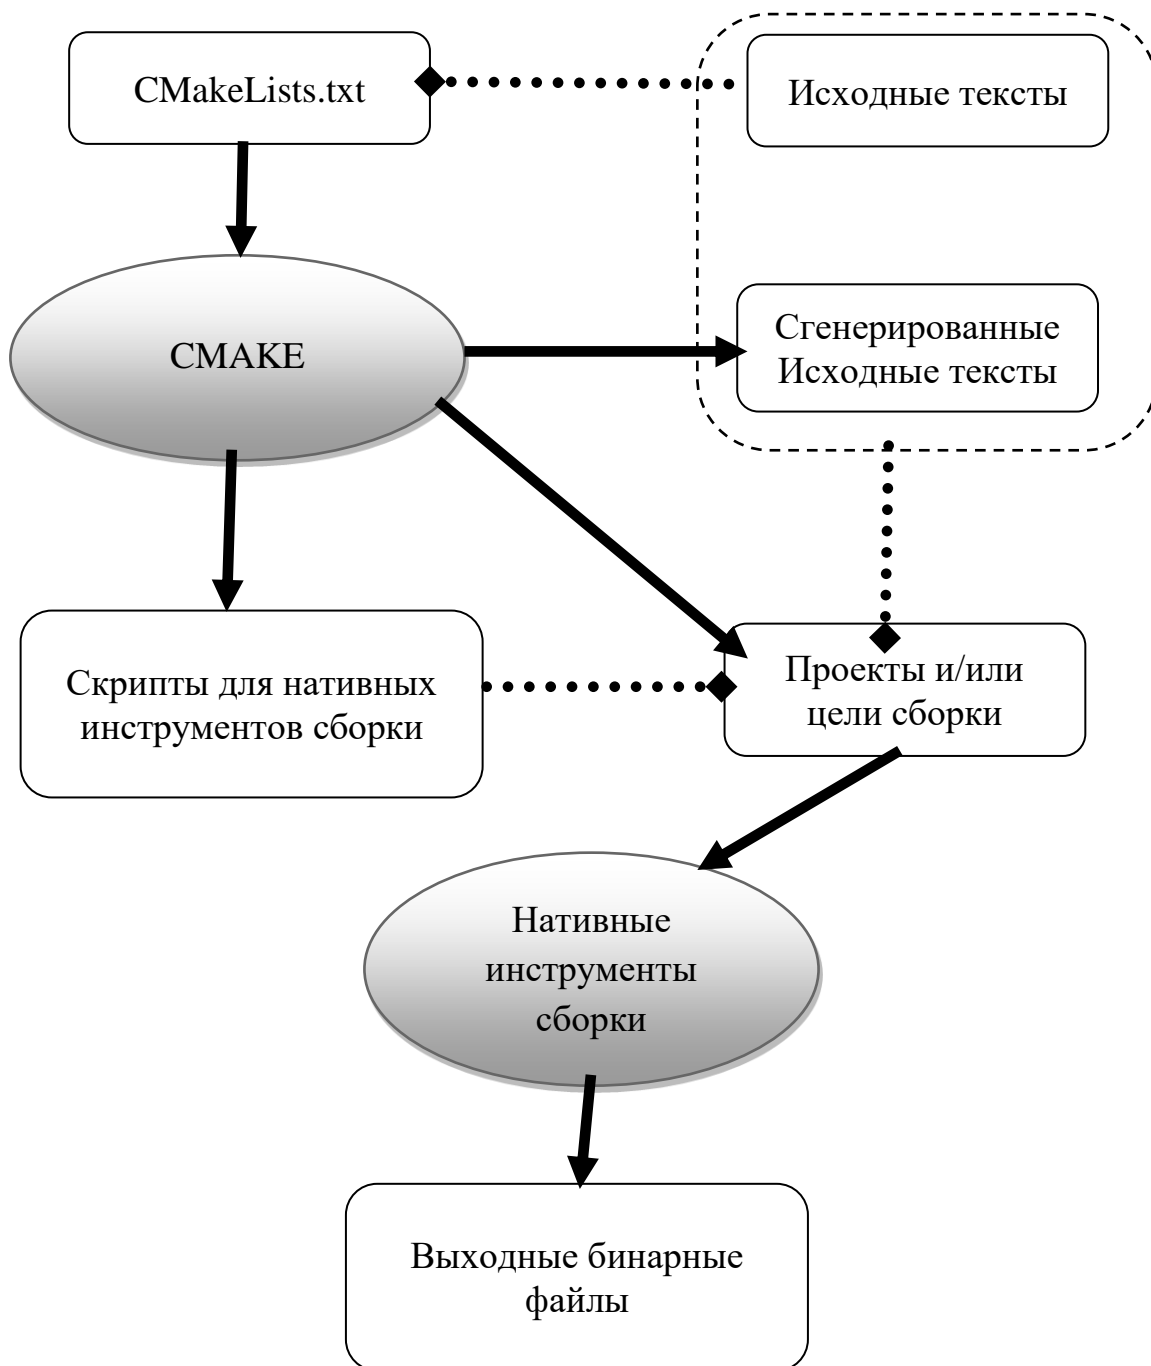 CMakeLists.txt
Исходные тексты
CMAKE
Сгенерированные
Исходные тексты
Скрипты для нативных
инструментов сборки
Проекты и/или
цели сборки
Нативные
инструменты
сборки
Выходные бинарные
файлы